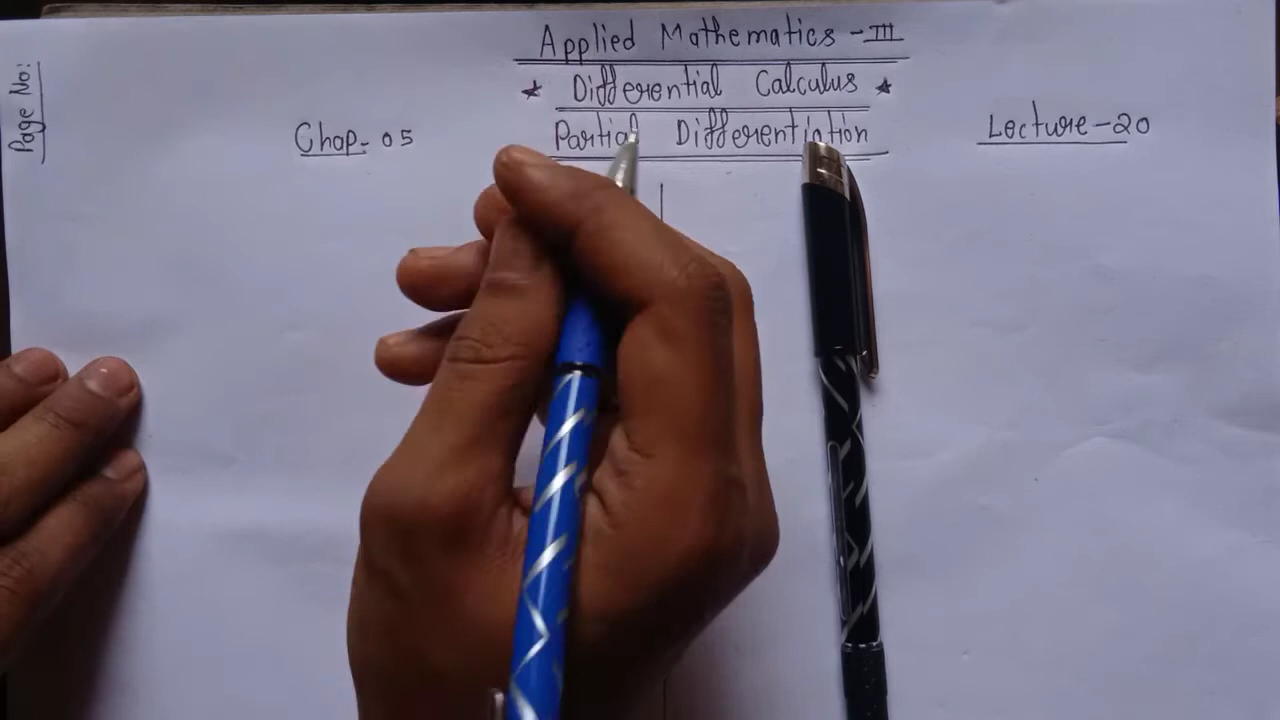 Applied Mathematics - III
★ Differential Calculus ★
Partial Differentiation
Chap- 05
Lecture-20
Page No: